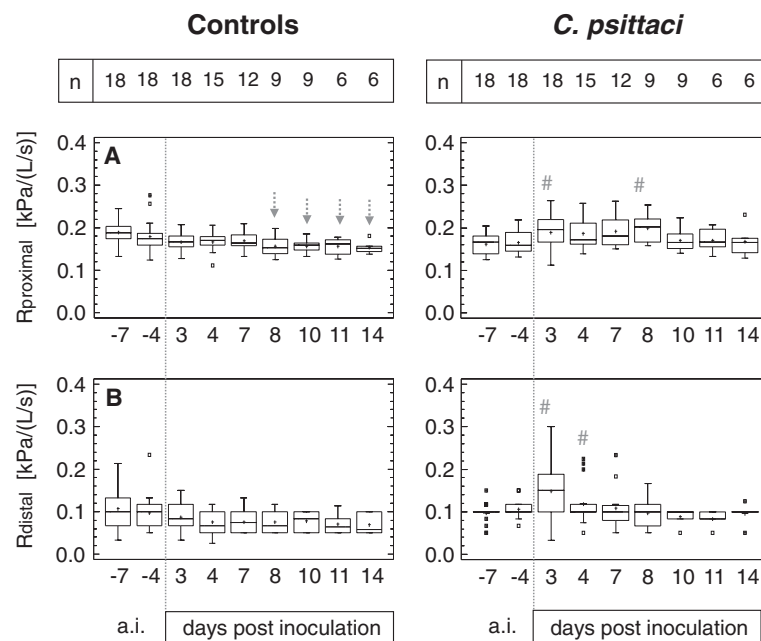 Controls
C. psittaci
n 18 18 18 15 12 9 9 6 6
n 18 18 18 15 12 9 9 6 6
A
Rproximal [kPa/(L/s)]
0.4
0.3
0.2
0.1
0.0
-7 -4 3 4 7 8 10 11 14
0.4
0.3
0.2
0.1
0.0
# #
-7 -4 3 4 7 8 10 11 14
B
Rdistal [kPa/(L/s)]
0.4
0.3
0.2
0.1
0.0
-7 -4 3 4 7 8 10 11 14
0.4
0.3
0.2
0.1
0.0
# #
-7 -4 3 4 7 8 10 11 14
a.i. days post inoculation
a.i. days post inoculation